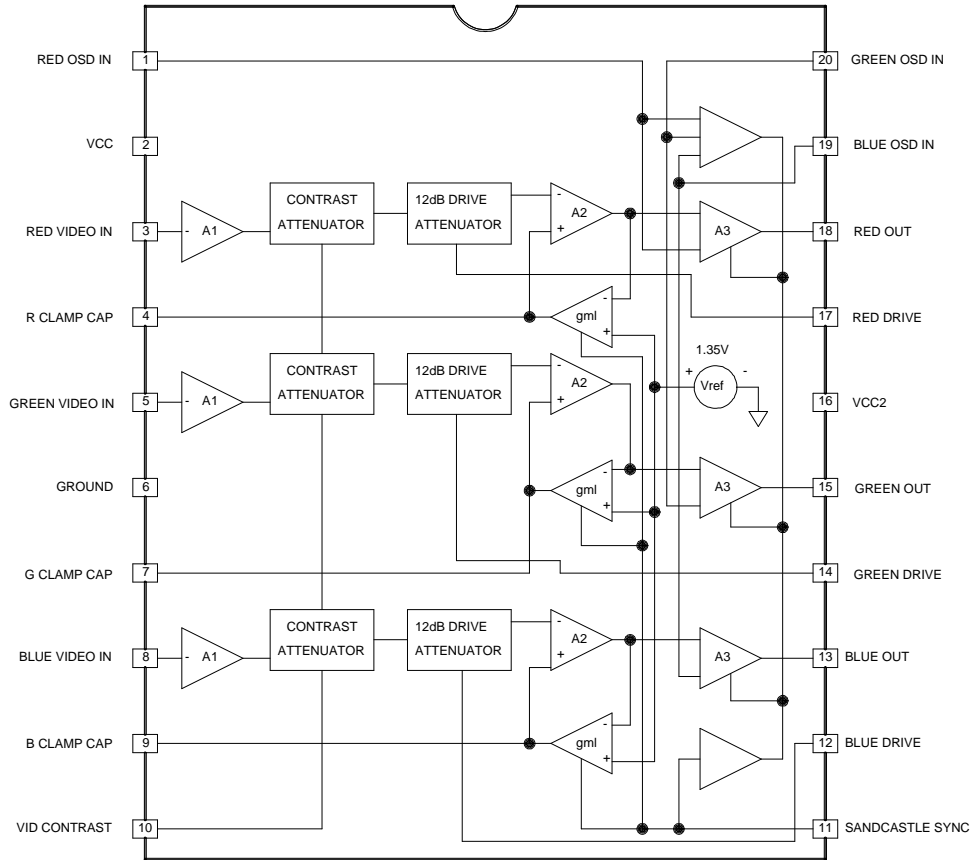 RED OSD IN
1
20
GREEN OSD IN
VCC
2
19
BLUE OSD IN
CONTRAST
ATTENUATOR
12dB DRIVE
ATTENUATOR
-
A2
+
RED VIDEO IN
3
-
A1
A3
18
RED OUT
R CLAMP CAP
4
gml
-
+
17
RED DRIVE
1.35V
+
-
Vref
CONTRAST
ATTENUATOR
12dB DRIVE
ATTENUATOR
-
A2
+
GREEN VIDEO IN
5
-
A1
16
VCC2
GROUND
6
gml
-
+
A3
15
GREEN OUT
G CLAMP CAP
7
14
GREEN DRIVE
CONTRAST
ATTENUATOR
12dB DRIVE
ATTENUATOR
-
A2
+
BLUE VIDEO IN
8
-
A1
A3
13
BLUE OUT
B CLAMP CAP
9
gml
-
+
12
BLUE DRIVE
VID CONTRAST
10
11
SANDCASTLE SYNC